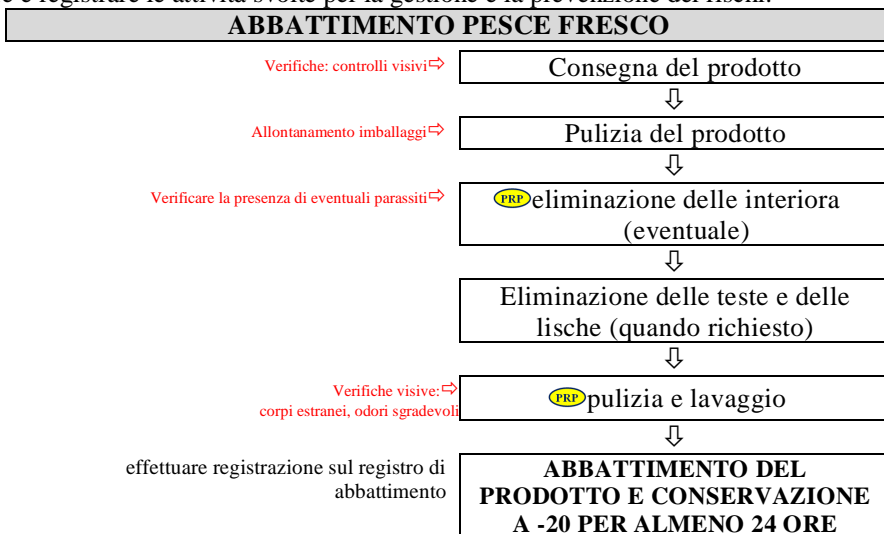 e e registrare le attività svolte per la gestione e la prevenzione dei rischi.
ABBATTIMENTO PESCE FRESCO
Verifiche: controlli visivi⇨
Consegna del prodotto
⇩
Allontanamento imballaggi⇨
Pulizia del prodotto
⇩
Verificare la presenza di eventuali parassiti⇨
PRP eliminazione delle interiora
(eventuale)
⇩
Eliminazione delle teste e delle
lische (quando richiesto)
⇩
Verifiche visive:⇨
corpi estranei, odori sgradevoli
PRP pulizia e lavaggio
⇩
effettuare registrazione sul registro di
abbattimento
ABBATTIMENTO DEL
PRODOTTO E CONSERVAZIONE
A -20 PER ALMENO 24 ORE